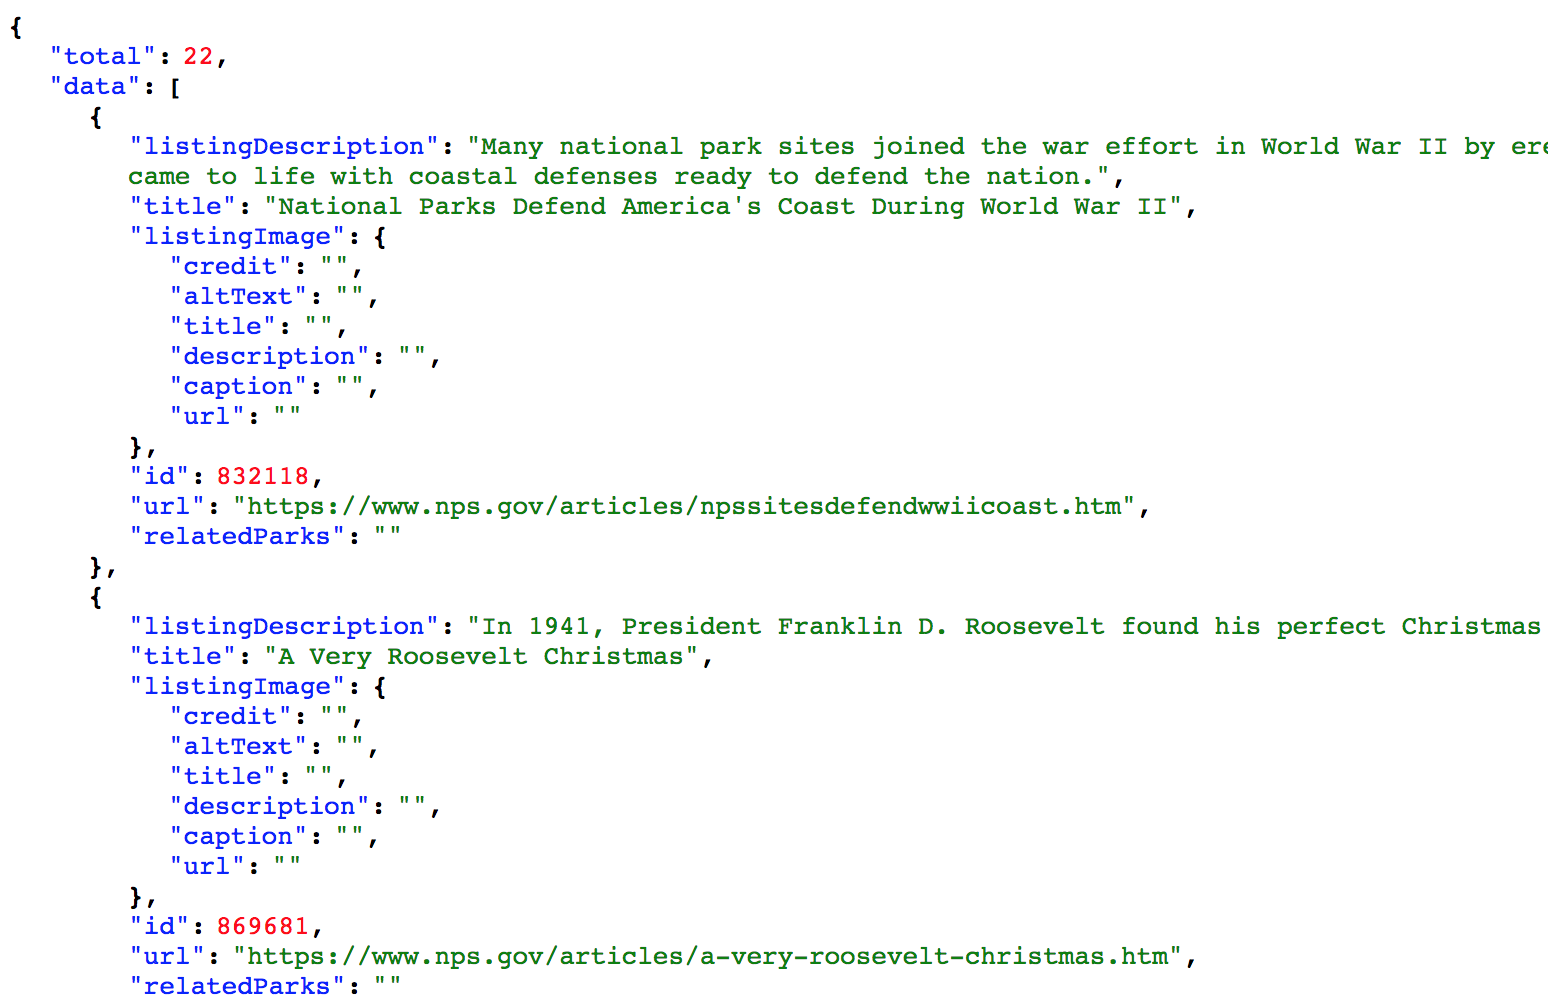 {
"total": 22,
"data": [
{
"listingDescription": "Many national park sites joined the war effort in World War II by
came to life with coastal defenses ready to defend the nation.",
"title": "National Parks Defend America's Coast During World War II",
"listingImage": {
"credit": "",
"altText": "",
"title": "",
"description": "",
"caption": "",
"url": ""
},
"id": 832118,
"url": "https://www.nps.gov/articles/npssitesdefendwwiicoast.htm",
"relatedParks": ""
},
{
"listingDescription": "In 1941, President Franklin D. Roosevelt found his perfect Christmas
"title": "A Very Roosevelt Christmas",
"listingImage": {
"credit": "",
"altText": "",
"title": "",
"description": "",
"caption": "",
"url": ""
},
"id": 869681,
"url": "https://www.nps.gov/articles/a-very-roosevelt-christmas.htm",
"relatedParks": ""